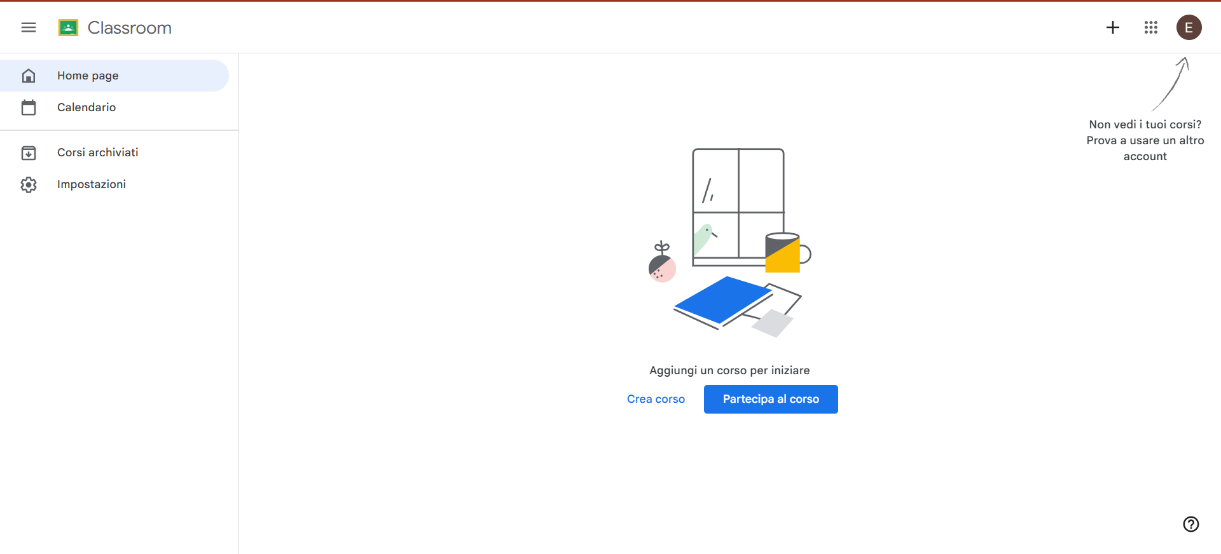 Classroom
E
Non vedi i tuoi corsi?
Prova a usare un altro
account
Home page
Calendario
Corsi archiviati
Impostazioni
Aggiungi un corso per iniziare
Crea corso
Partecipa al corso